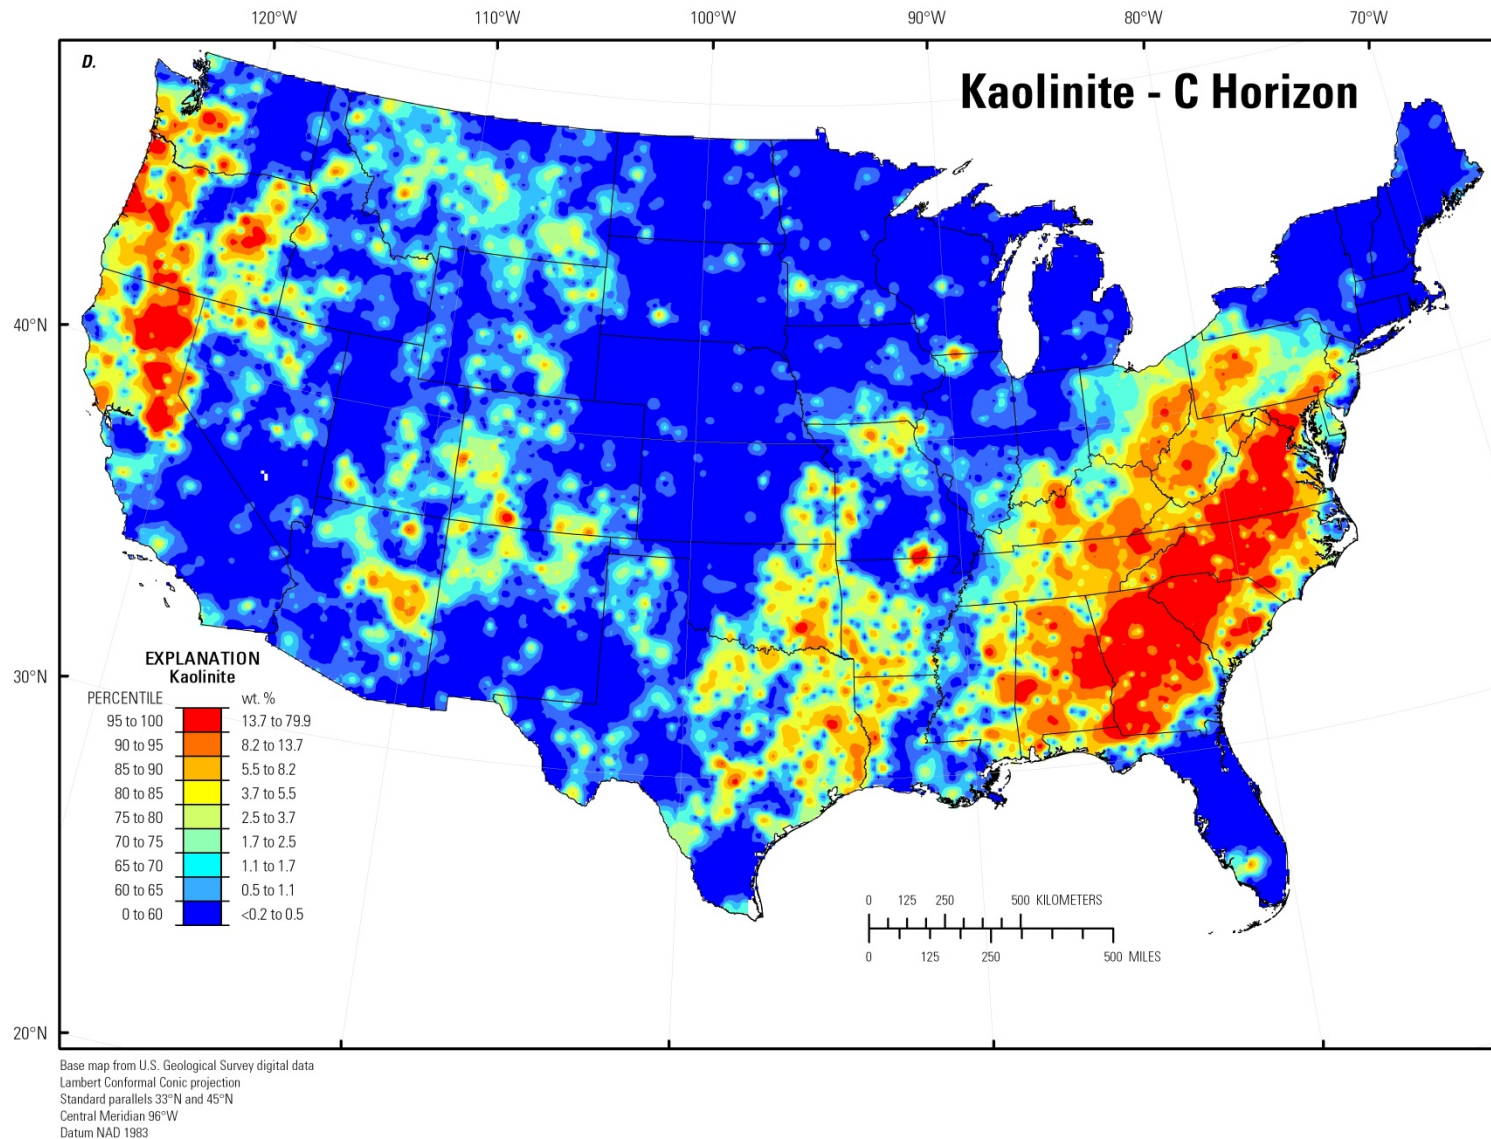 120°W 110°W 100°W 90°W 80°W 70°W
D.
Kaolinite - C Horizon
40°N
30°N
20°N
EXPLANATION
Kaolinite
PERCENTILE wt. %
95 to 100 13.7 to 79.9
90 to 95 8.2 to 13.7
85 to 90 5.5 to 8.2
80 to 85 3.7 to 5.5
75 to 80 2.5 to 3.7
70 to 75 1.7 to 2.5
65 to 70 1.1 to 1.7
60 to 65 0.5 to 1.1
0 to 60 <0.2 to 0.5
0 125 250 500 KILOMETERS
0 125 250 500 MILES
Base map from U.S. Geological Survey digital data
Lambert Conformal Conic projection
Standard parallels 33°N and 45°N
Central Meridian 96°W
Datum NAD 1983